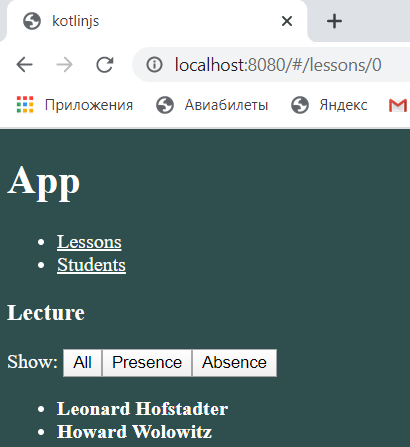 kotlinjs
localhost:8080/#/lessons/0
Приложения Авиабилеты Яндекс
App
Lessons
Students
Lecture
Show: All Presence Absence
Leonard Hofstadter
Howard Wolowitz